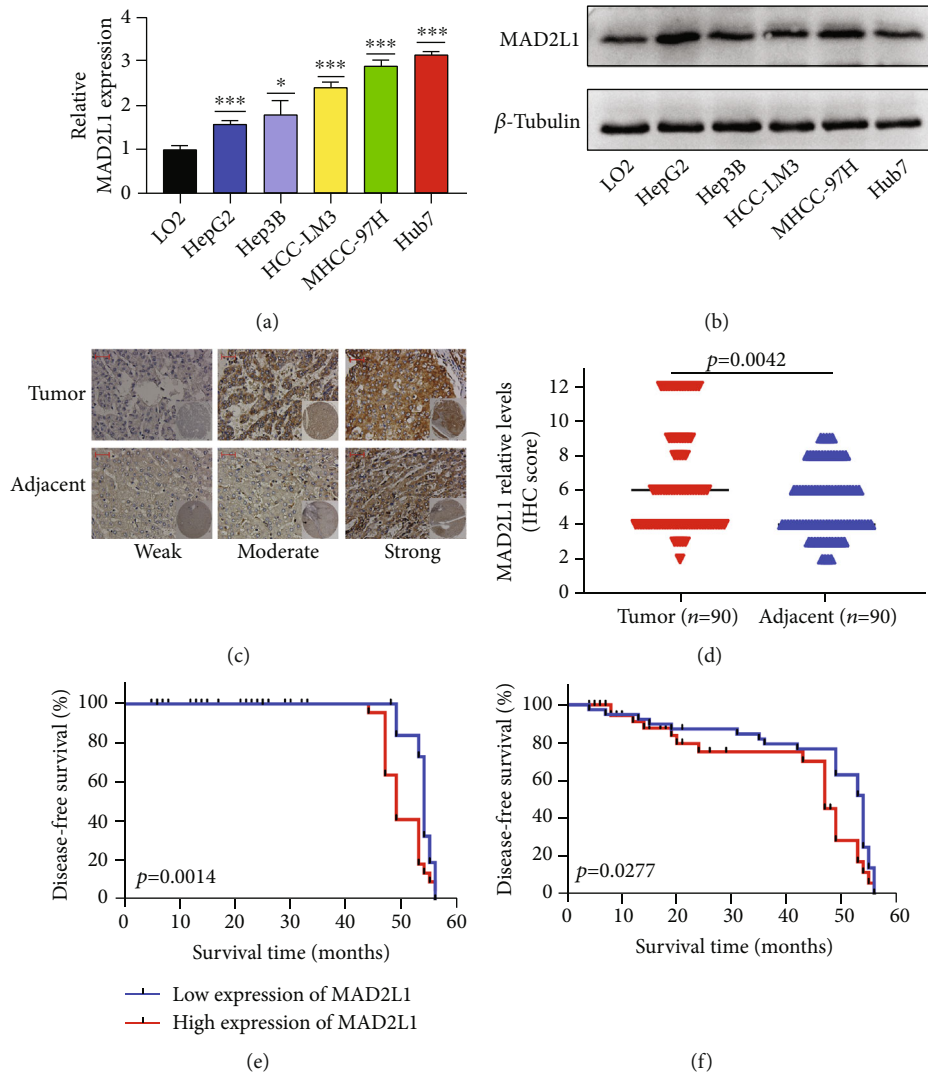 Relative
MAD2L1 expression
4
3
2
1
0
***
*
***
***
***
LO2
HepG2
Hep3B
HCC-LM3
MHCC-97H
Hub7
(a)
MAD2L1
β-Tubulin
LO2
HepG2
Hep3B
HCC-LM3
MHCC-97H
Hub7
(b)
Tumor
Adjacent
Weak
Moderate
Strong
(c)
p=0.0042
MAD2L1 relative levels
(IHC score)
12
10
8
6
4
2
0
Tumor (n=90)
Adjacent (n=90)
(d)
Disease-free survival (%)
100
80
60
40
20
0
p=0.0014
0
10
20
30
40
50
60
Survival time (months)
Low expression of MAD2L1
High expression of MAD2L1
(e)
Disease-free survival (%)
100
80
60
40
20
0
p=0.0277
0
10
20
30
40
50
60
Survival time (months)
(f)